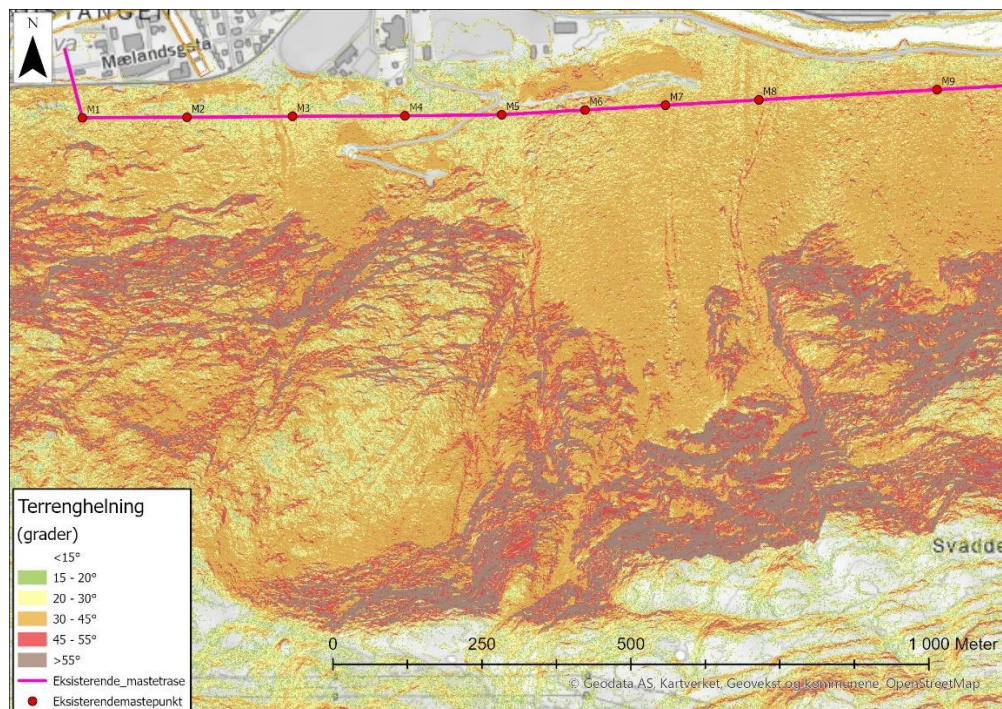 N
Mælandsgata
M1
M2
M3
M4
M5
M6
M7
M8
M9
Terrenghelning
(grader)
<15°
15 - 20°
20 - 30°
30 - 45°
45 - 55°
>55°
Eksisterende_mastetrase
Eksisterendemastepunkt
Svadde
0 250 500 1 000 Meter
© Geodata AS, Kartverket, Geovekst og kommunene, OpenStreetMap